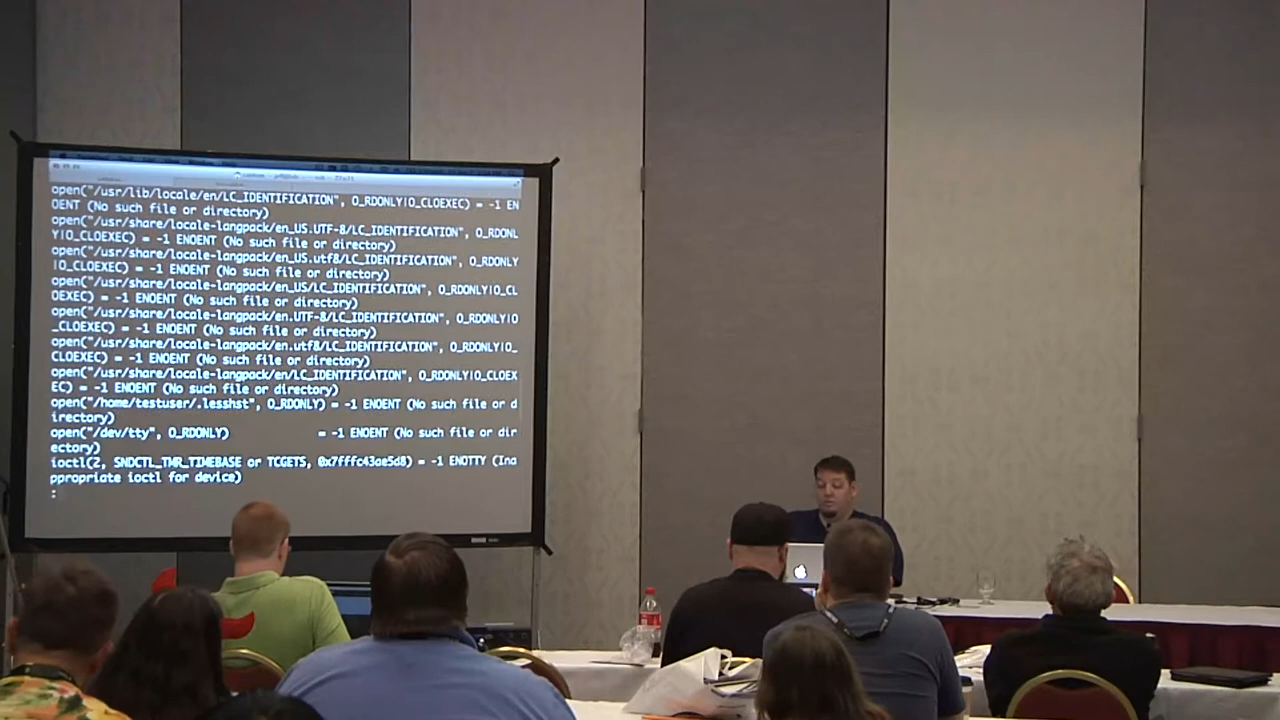 open("/usr/lib/locale/en/LC_IDENTIFICATION", O_RDONLY|O_CLOEXEC) = -1 EN
OENT (No such file or directory)
open("/usr/share/locale-langpack/en_US.UTF-8/LC_IDENTIFICATION", O_RDONL
Y|O_CLOEXEC) = -1 ENOENT (No such file or directory)
open("/usr/share/locale-langpack/en_US.utf8/LC_IDENTIFICATION", O_RDONLY
|O_CLOEXEC) = -1 ENOENT (No such file or directory)
open("/usr/share/locale-langpack/en_US/LC_IDENTIFICATION", O_RDONLY|O_CL
OEXEC) = -1 ENOENT (No such file or directory)
open("/usr/share/locale-langpack/en.UTF-8/LC_IDENTIFICATION", O_RDONLY|O
_CLOEXEC) = -1 ENOENT (No such file or directory)
open("/usr/share/locale-langpack/en.utf8/LC_IDENTIFICATION", O_RDONLY|O_
CLOEXEC) = -1 ENOENT (No such file or directory)
open("/usr/share/locale-langpack/en/LC_IDENTIFICATION", O_RDONLY|O_CLOEX
EC) = -1 ENOENT (No such file or directory)
open("/home/testuser/.lesshst", O_RDONLY) = -1 ENOENT (No such file or d
irectory)
open("/dev/tty", O_RDONLY) = -1 ENOENT (No such file or dir
ectory)
ioctl(2, SNDCTL_TMR_TIMEBASE or TCGETS, 0x7fffc43ae5d8) = -1 ENOTTY (Ina
ppropriate ioctl for device)
: